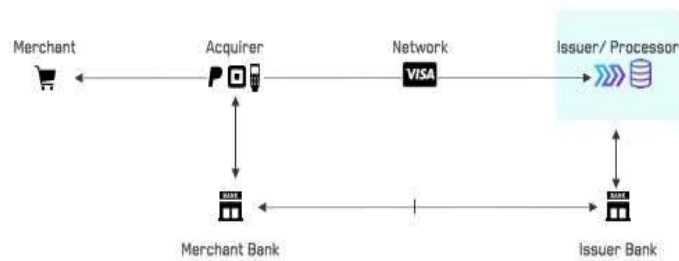 Merchant
Acquirer
Network
Issuer/ Processor
VISA
BANK
BANK
Merchant Bank
Issuer Bank